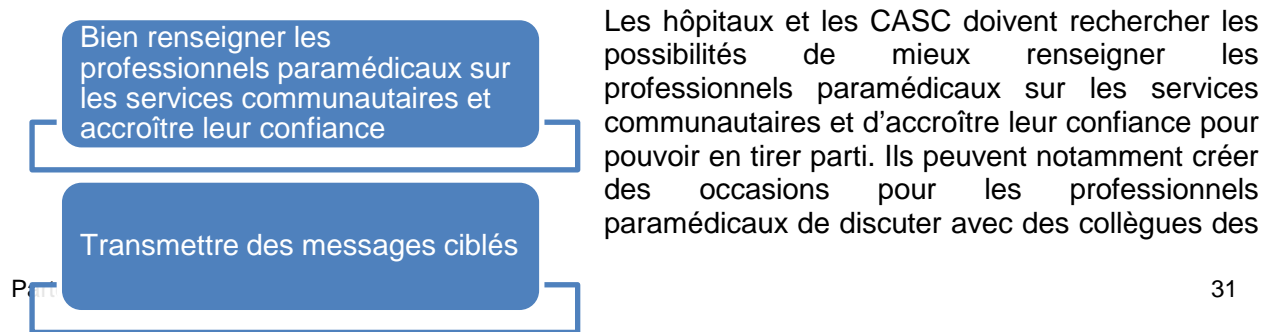 Bien renseigner les
professionnels paramédicaux sur
les services communautaires et
accroître leur confiance
Transmettre des messages ciblés
Les hôpitaux et les CASC doivent rechercher les
possibilités de mieux renseigner les
professionnels paramédicaux sur les services
communautaires et d’accroître leur confiance pour
pouvoir en tirer parti. Ils peuvent notamment créer
des occasions pour les professionnels
paramédicaux de discuter avec des collègues des
31